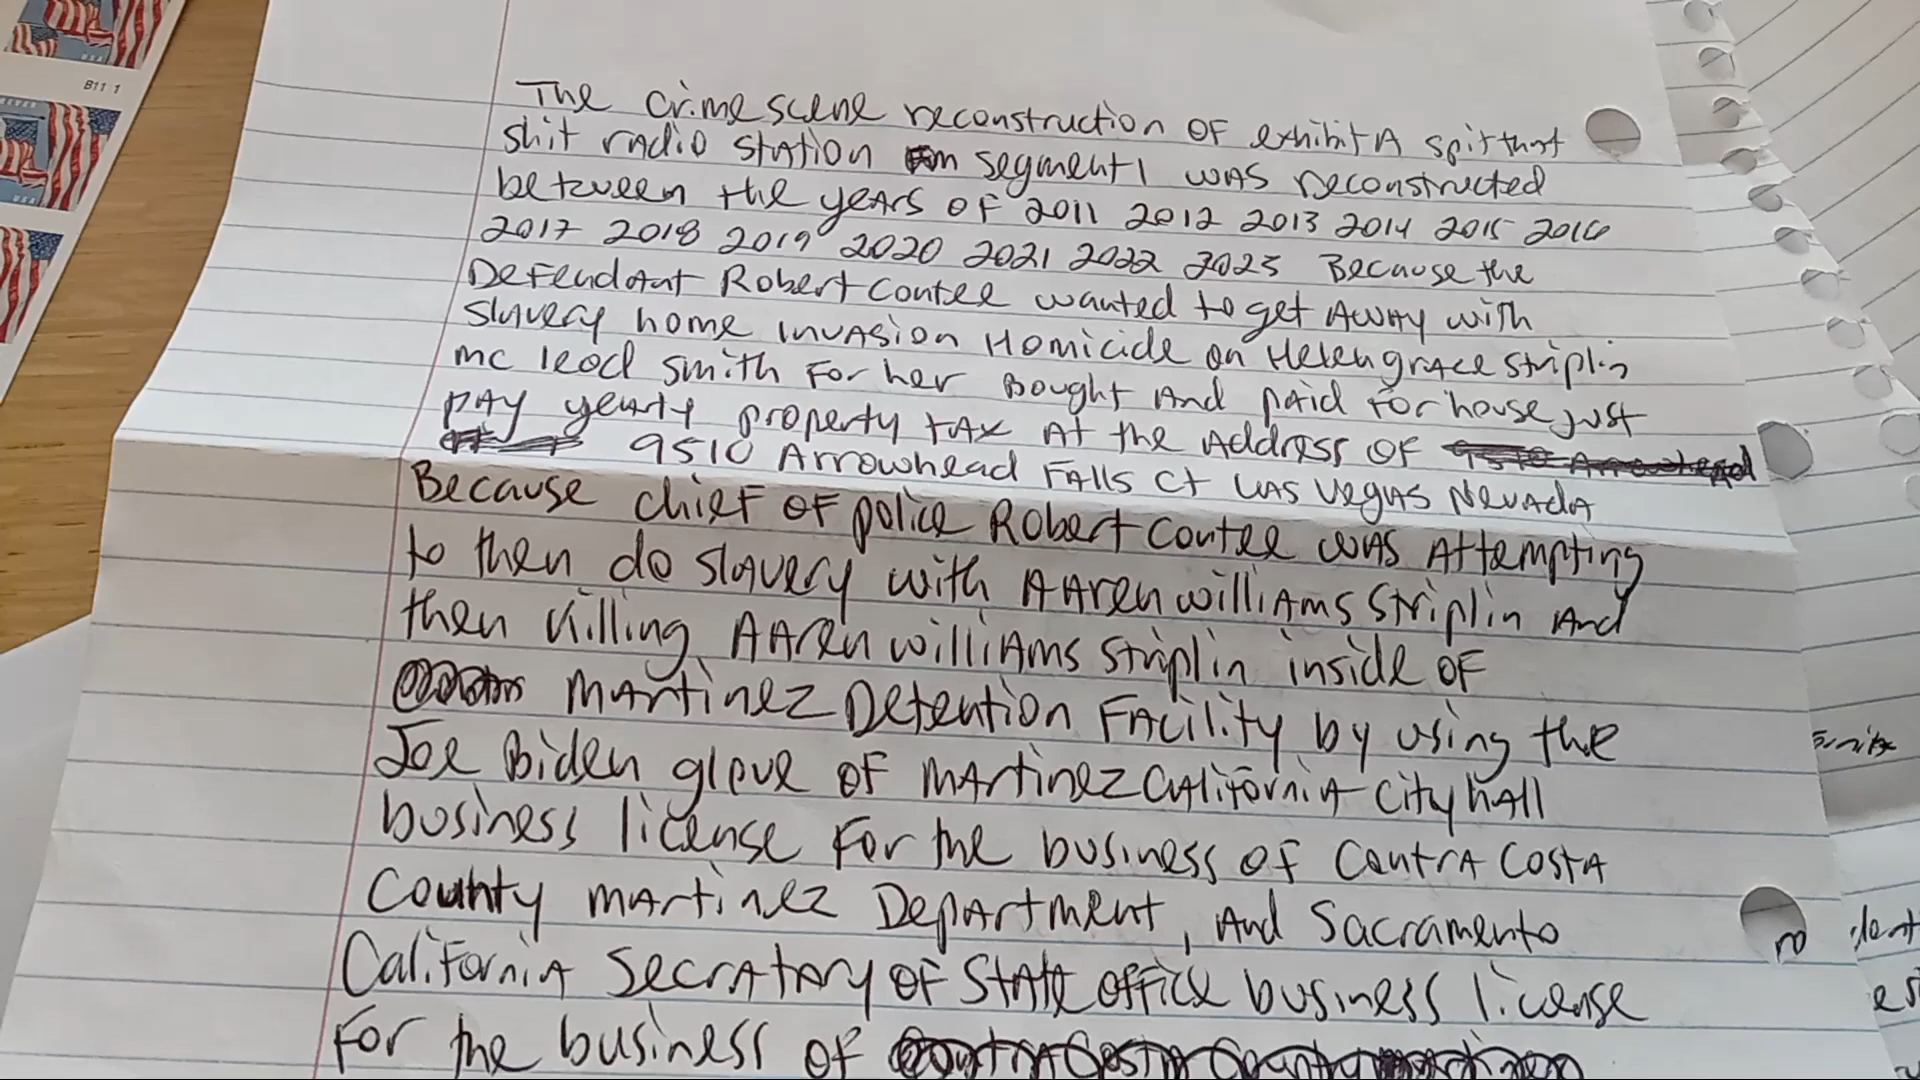 The crime scene reconstruction of exhibit A spit that
shit radio station segment 1 was reconstructed
between the years of 2011 2012 2013 2014 2015 2016
2017 2018 2019 2020 2021 2022 2023 Because the
Defendant Robert Contee wanted to get Away with
slavery home invasion Homicide on Helen grace striplin
mc leod smith For her Bought And paid For house just
pAy yearly property tax At the Address OF
9510 Arrowhead FAlls Ct LAs VegAs NevAdA
Because chief OF police Robert Contee wAs Attempting
to then do slavery with AAren williAms striplin And
then killing AAren williAms striplin inside OF
MArtinez Detention FAcility by using the
Joe Biden glove OF MArtinez CAliforniA City hAll
business license For the business OF ContrA CostA
County MArtinez DepArtment, And Sacramento
CaliforniA SecrAtAry OF StAte office business license
For the business OF
B11 1
USA
USA
no